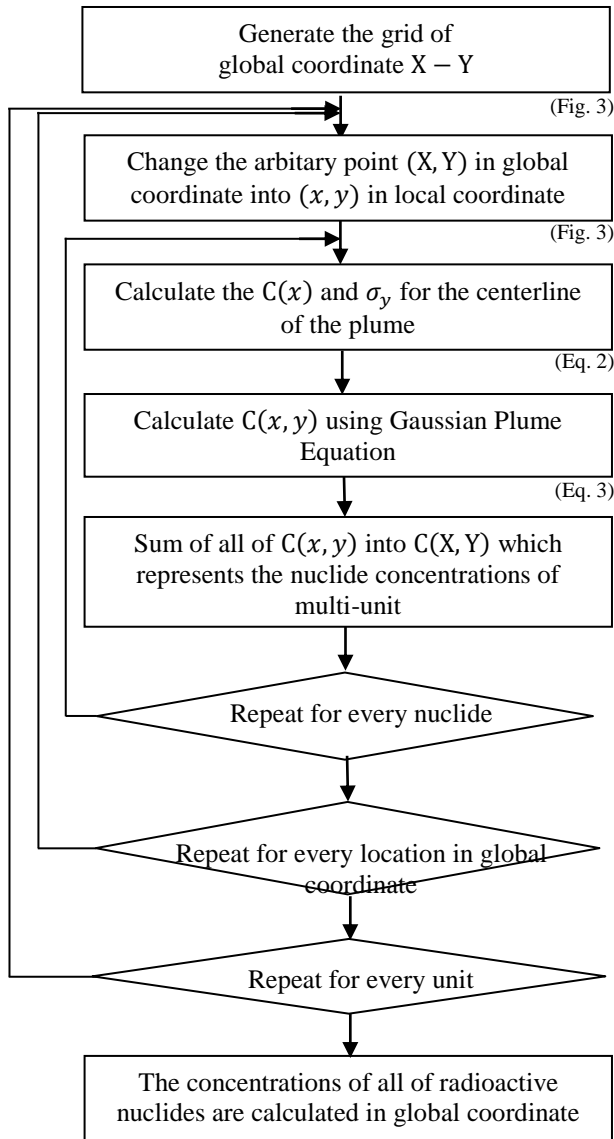 Generate the grid of
global coordinate X − Y
(Fig. 3)
Change the arbitary point (X, Y) in global
coordinate into (x, y) in local coordinate
(Fig. 3)
Calculate the C(x) and σ_y for the centerline
of the plume
(Eq. 2)
Calculate C(x, y) using Gaussian Plume
Equation
(Eq. 3)
Sum of all of C(x, y) into C(X, Y) which
represents the nuclide concentrations of
multi-unit
Repeat for every nuclide
Repeat for every location in global
coordinate
Repeat for every unit
The concentrations of all of radioactive
nuclides are calculated in global coordinate